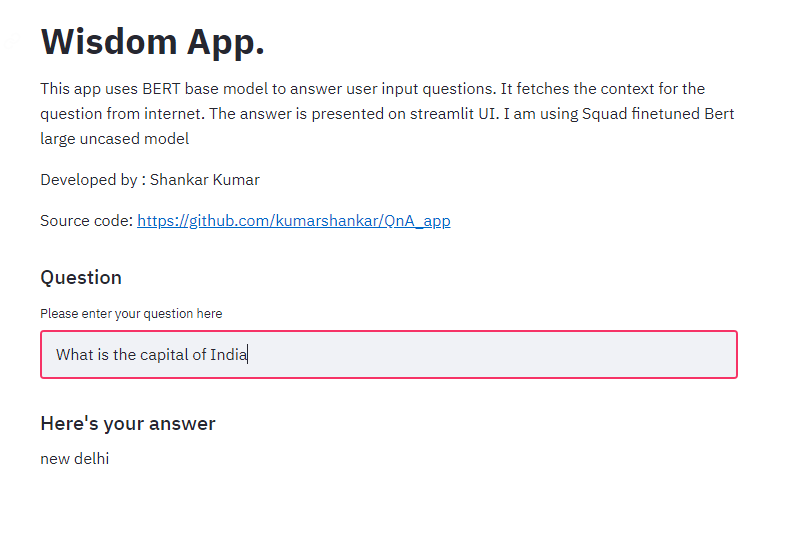 Wisdom App.
This app uses BERT base model to answer user input questions. It fetches the context for the
question from internet. The answer is presented on streamlit UI. I am using Squad finetuned Bert
large uncased model
Developed by : Shankar Kumar
Source code: https://github.com/kumarshankar/QnA_app
Question
Please enter your question here
What is the capital of India
Here's your answer
new delhi